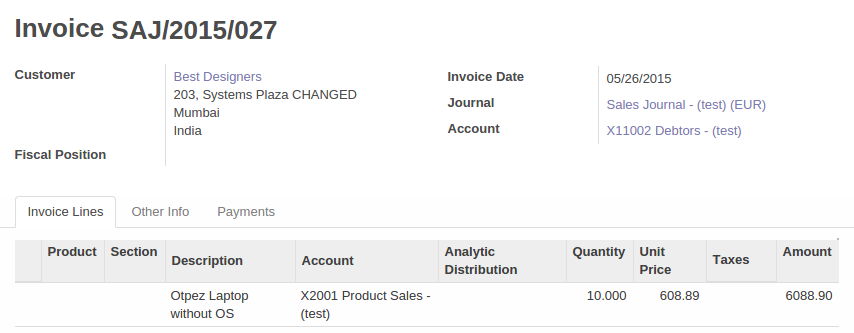 Invoice SAJ/2015/027
Customer
Best Designers
203, Systems Plaza CHANGED
Mumbai
India
Fiscal Position
Invoice Date 05/26/2015
Journal Sales Journal - (test) (EUR)
Account X11002 Debtors - (test)
Invoice Lines Other Info Payments
Product Section Description Account Analytic Distribution Quantity Unit Price Taxes Amount
Otpez Laptop without OS X2001 Product Sales - (test) 10.000 608.89 6088.90